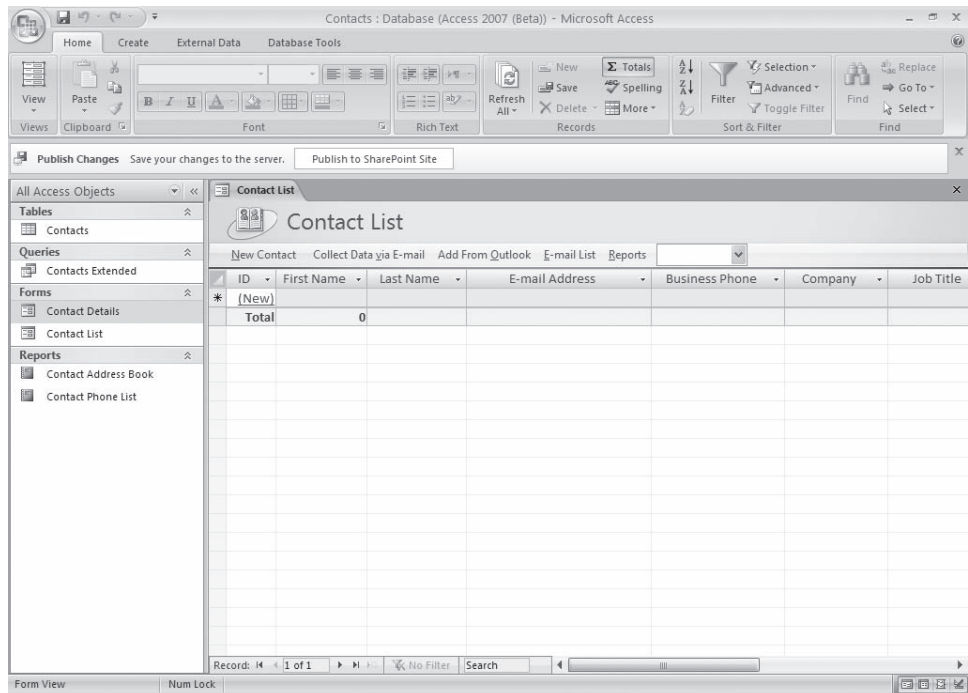 Contacts : Database (Access 2007 (Beta)) - Microsoft Access
Home Create External Data Database Tools
View
Paste
B I U
ab
Refresh All
New
Save
Delete
Σ Totals
ABC Spelling
More
A Z
Z A
Filter
Selection
Advanced
Toggle Filter
Find
Replace
Go To
Select
Views Clipboard Font Rich Text Records Sort & Filter Find
Publish Changes Save your changes to the server. Publish to SharePoint Site
All Access Objects
Tables
Contacts
Queries
Contacts Extended
Forms
Contact Details
Contact List
Reports
Contact Address Book
Contact Phone List
Contact List
Contact List
New Contact Collect Data via E-mail Add From Outlook E-mail List Reports
ID First Name Last Name E-mail Address Business Phone Company Job Title
* (New)
Total 0
Record: 1 of 1 No Filter Search
Form View Num Lock